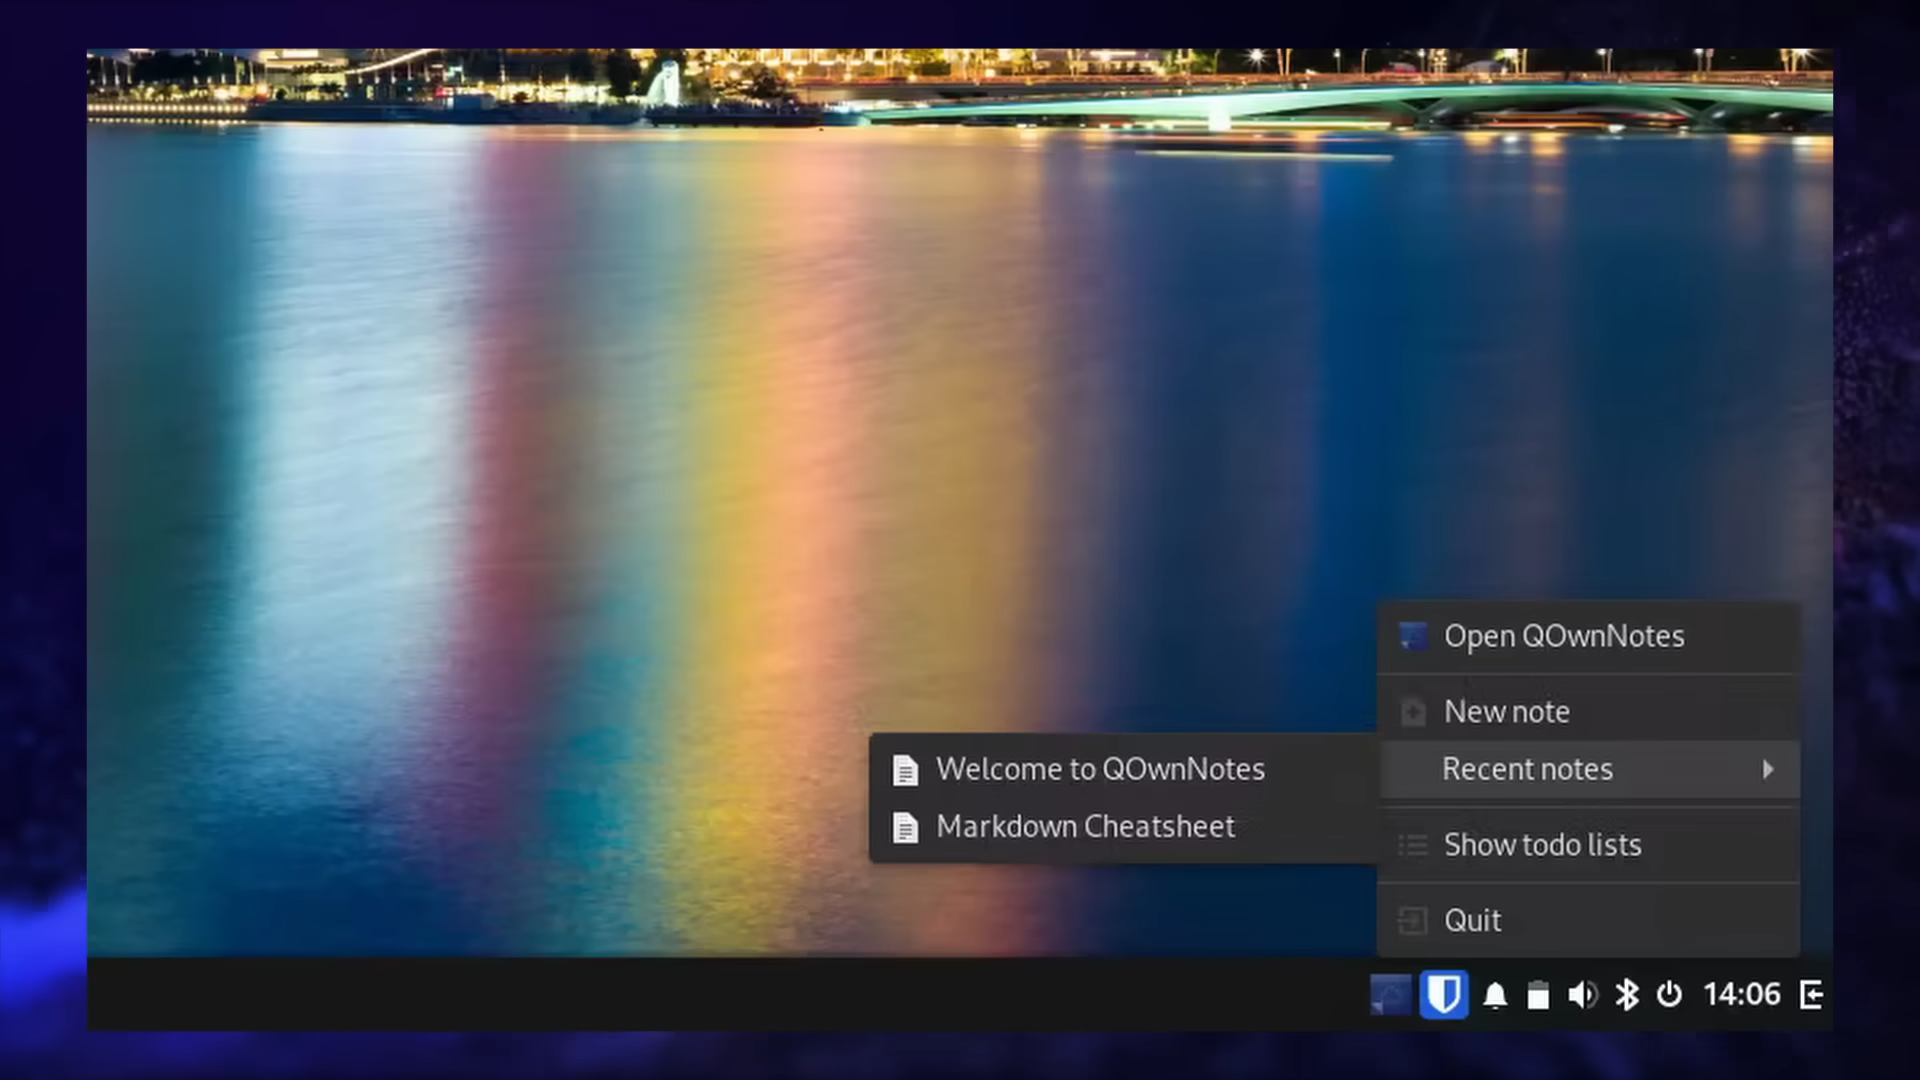 Open QOwnNotes
New note
Recent notes
Welcome to QOwnNotes
Markdown Cheatsheet
Show todo lists
Quit
14:06